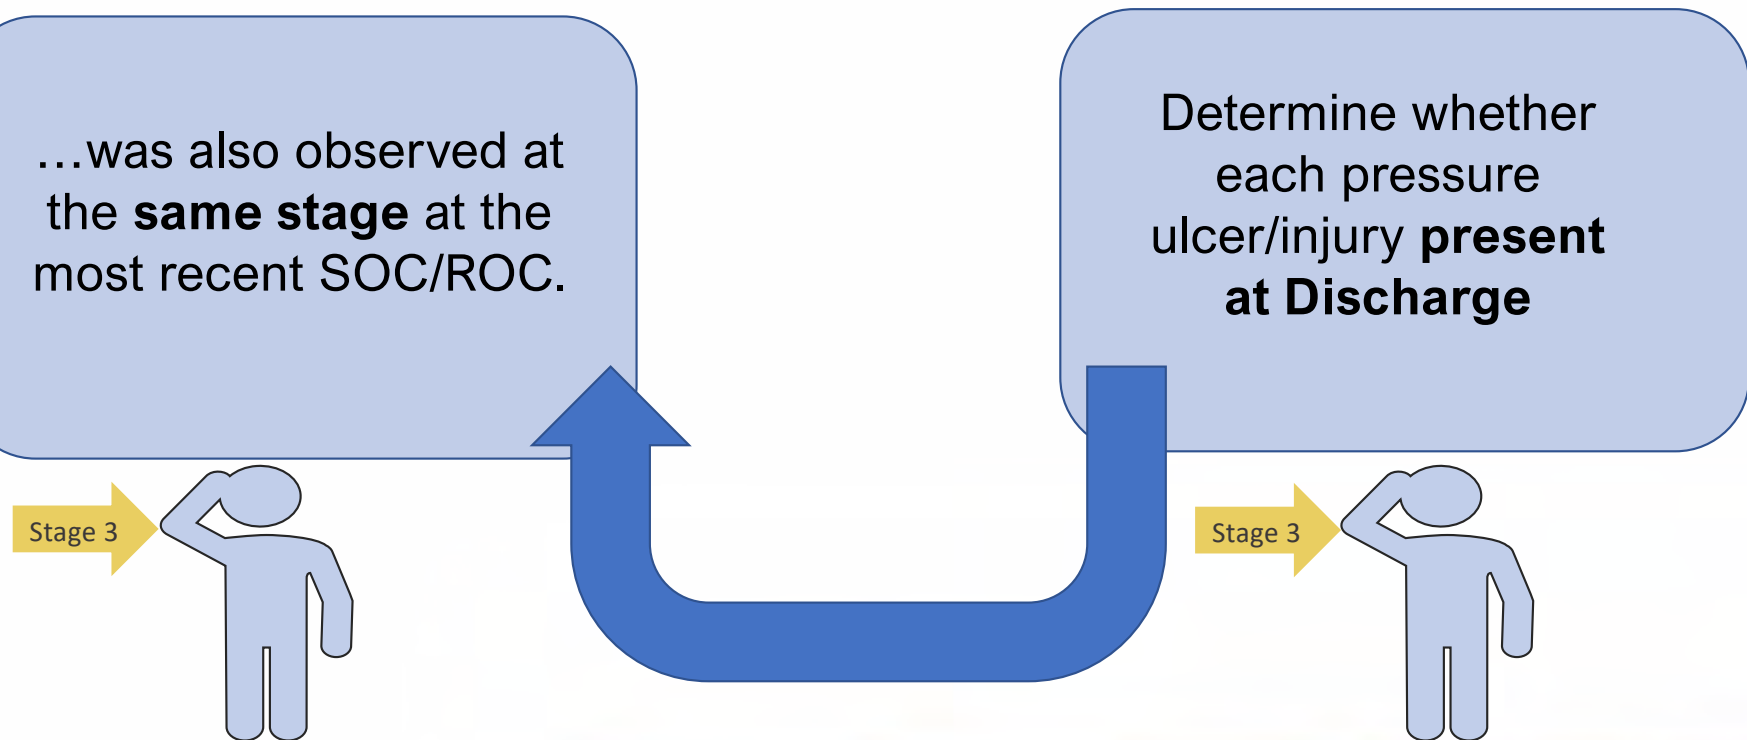 …was also observed at
the same stage at the
most recent SOC/ROC.
Stage 3
Determine whether
each pressure
ulcer/injury present
at Discharge
Stage 3